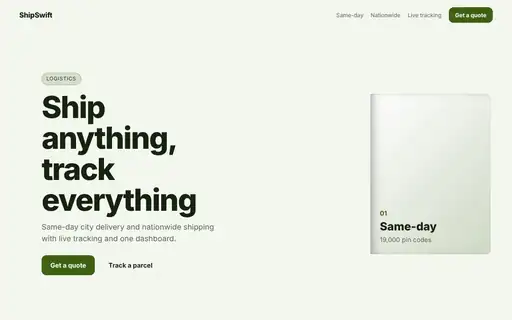 ShipSwift
Same-day
Nationwide
Live tracking
Get a quote
LOGISTICS
Ship
anything,
track
everything
Same-day city delivery and nationwide shipping
with live tracking and one dashboard.
Get a quote
Track a parcel
01
Same-day
19,000 pin codes